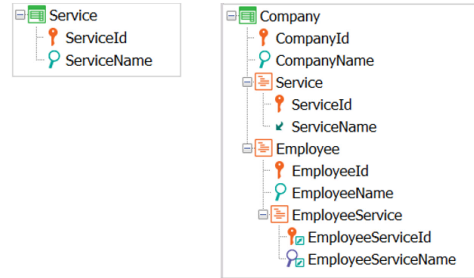 Service
ServiceId
ServiceName
Company
CompanyId
CompanyName
Service
ServiceId
ServiceName
Employee
EmployeeId
EmployeeName
EmployeeService
EmployeeServiceId
EmployeeServiceName